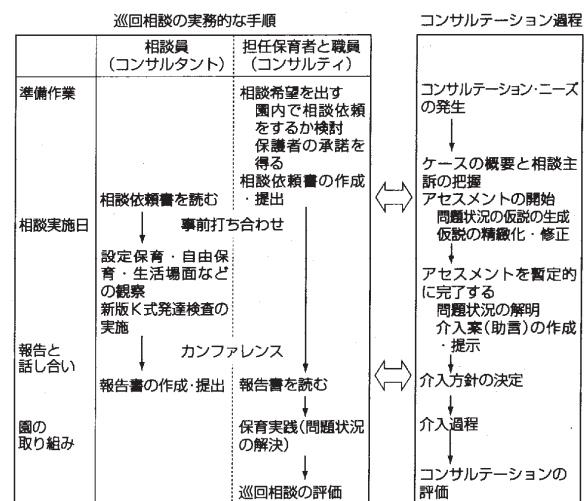 巡回相談の実務的な手順
相談員
(コンサルタント)
担任保育者と職員
(コンサルティ)
準備作業
相談希望を出す
園内で相談依頼
をするか検討
保護者の承諾を
得る
相談依頼書の作成
・提出
相談依頼書を読む
相談実施日
事前打ち合わせ
設定保育・自由保
育・生活場面など
の観察
新版K式発達検査の
実施
報告と
話し合い
カンファレンス
報告書の作成・提出
報告書を読む
園の
取り組み
保育実践(問題状況
の解決)
巡回相談の評価
コンサルテーション過程
コンサルテーション・ニーズ
の発生
ケースの概要と相談主
訴の把握
アセスメントの開始
問題状況の仮説の生成
仮説の精緻化・修正
アセスメントを暫定的
に完了する
問題状況の解明
介入案(助言)の作成
・提示
介入方針の決定
介入過程
コンサルテーションの
評価